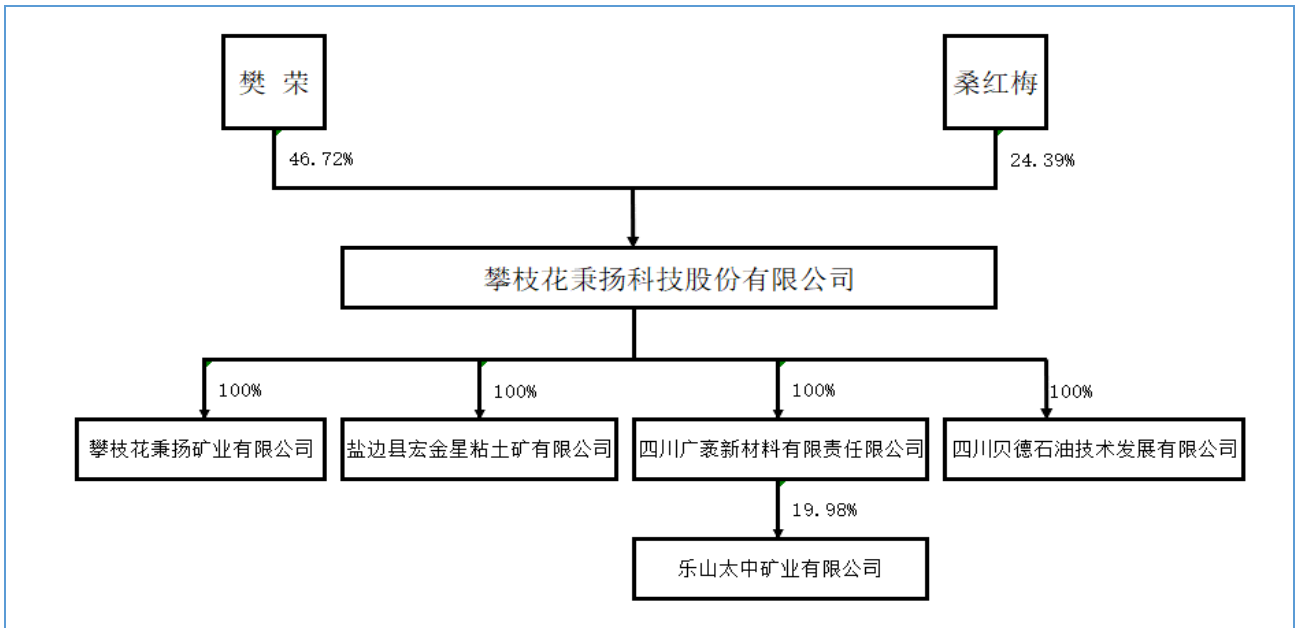 樊 荣
桑红梅
46.72%
24.39%
攀枝花秉扬科技股份有限公司
100%
100%
100%
100%
攀枝花秉扬矿业有限公司
盐边县宏金星粘土矿有限公司
四川广袤新材料有限责任限公司
四川贝德石油技术发展有限公司
19.98%
乐山太中矿业有限公司